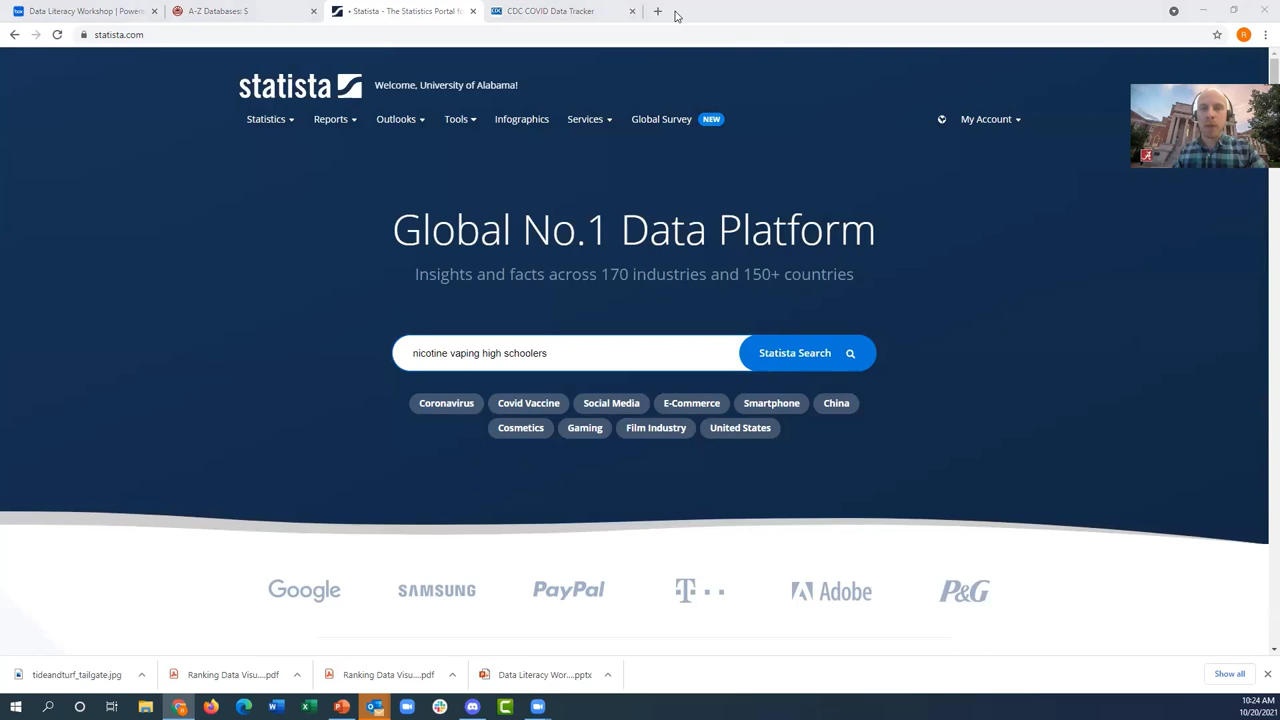 Data Literacy Workshop | Powere
A-Z Databases: S
• Statista - The Statistics Portal fo
CDC COVID Data Tracker
statista.com
R
statista
Welcome, University of Alabama!
Statistics
Reports
Outlooks
Tools
Infographics
Services
Global Survey
NEW
My Account
A
Global No.1 Data Platform
Insights and facts across 170 industries and 150+ countries
nicotine vaping high schoolers
Statista Search
Coronavirus
Covid Vaccine
Social Media
E-Commerce
Smartphone
China
Cosmetics
Gaming
Film Industry
United States
Google
SAMSUNG
PayPal
T
Adobe
P&G
tideandturf_tailgate.jpg
Ranking Data Visu....pdf
Ranking Data Visu....pdf
Data Literacy Wor....pptx
Show all
10:24 AM
10/20/2021